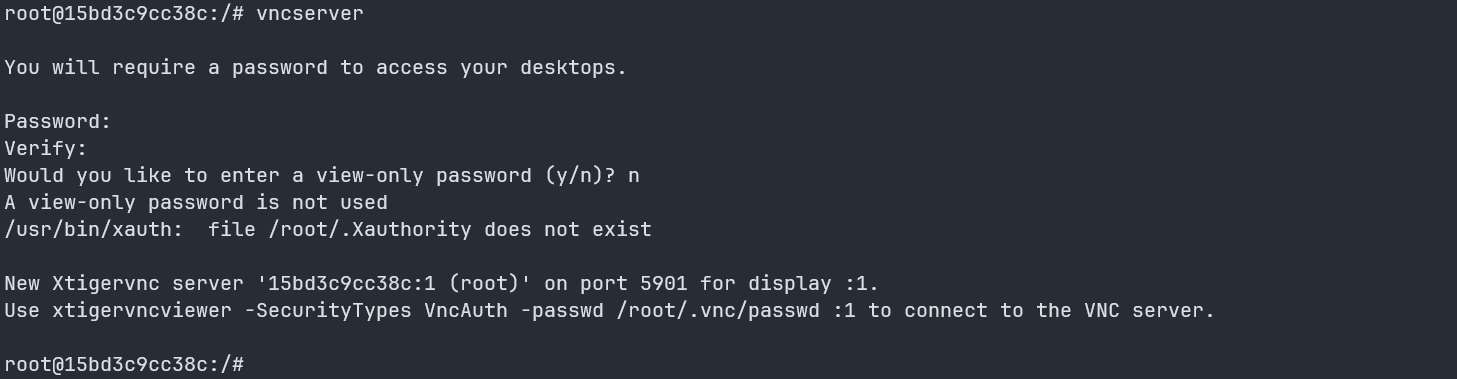 root@15bd3c9cc38c:/# vncserver
You will require a password to access your desktops.
Password:
Verify:
Would you like to enter a view-only password (y/n)? n
A view-only password is not used
/usr/bin/xauth:  file /root/.Xauthority does not exist
New Xtigervnc server '15bd3c9cc38c:1 (root)' on port 5901 for display :1.
Use xtigervncviewer -SecurityTypes VncAuth -passwd /root/.vnc/passwd :1 to connect to the VNC server.
root@15bd3c9cc38c:/#